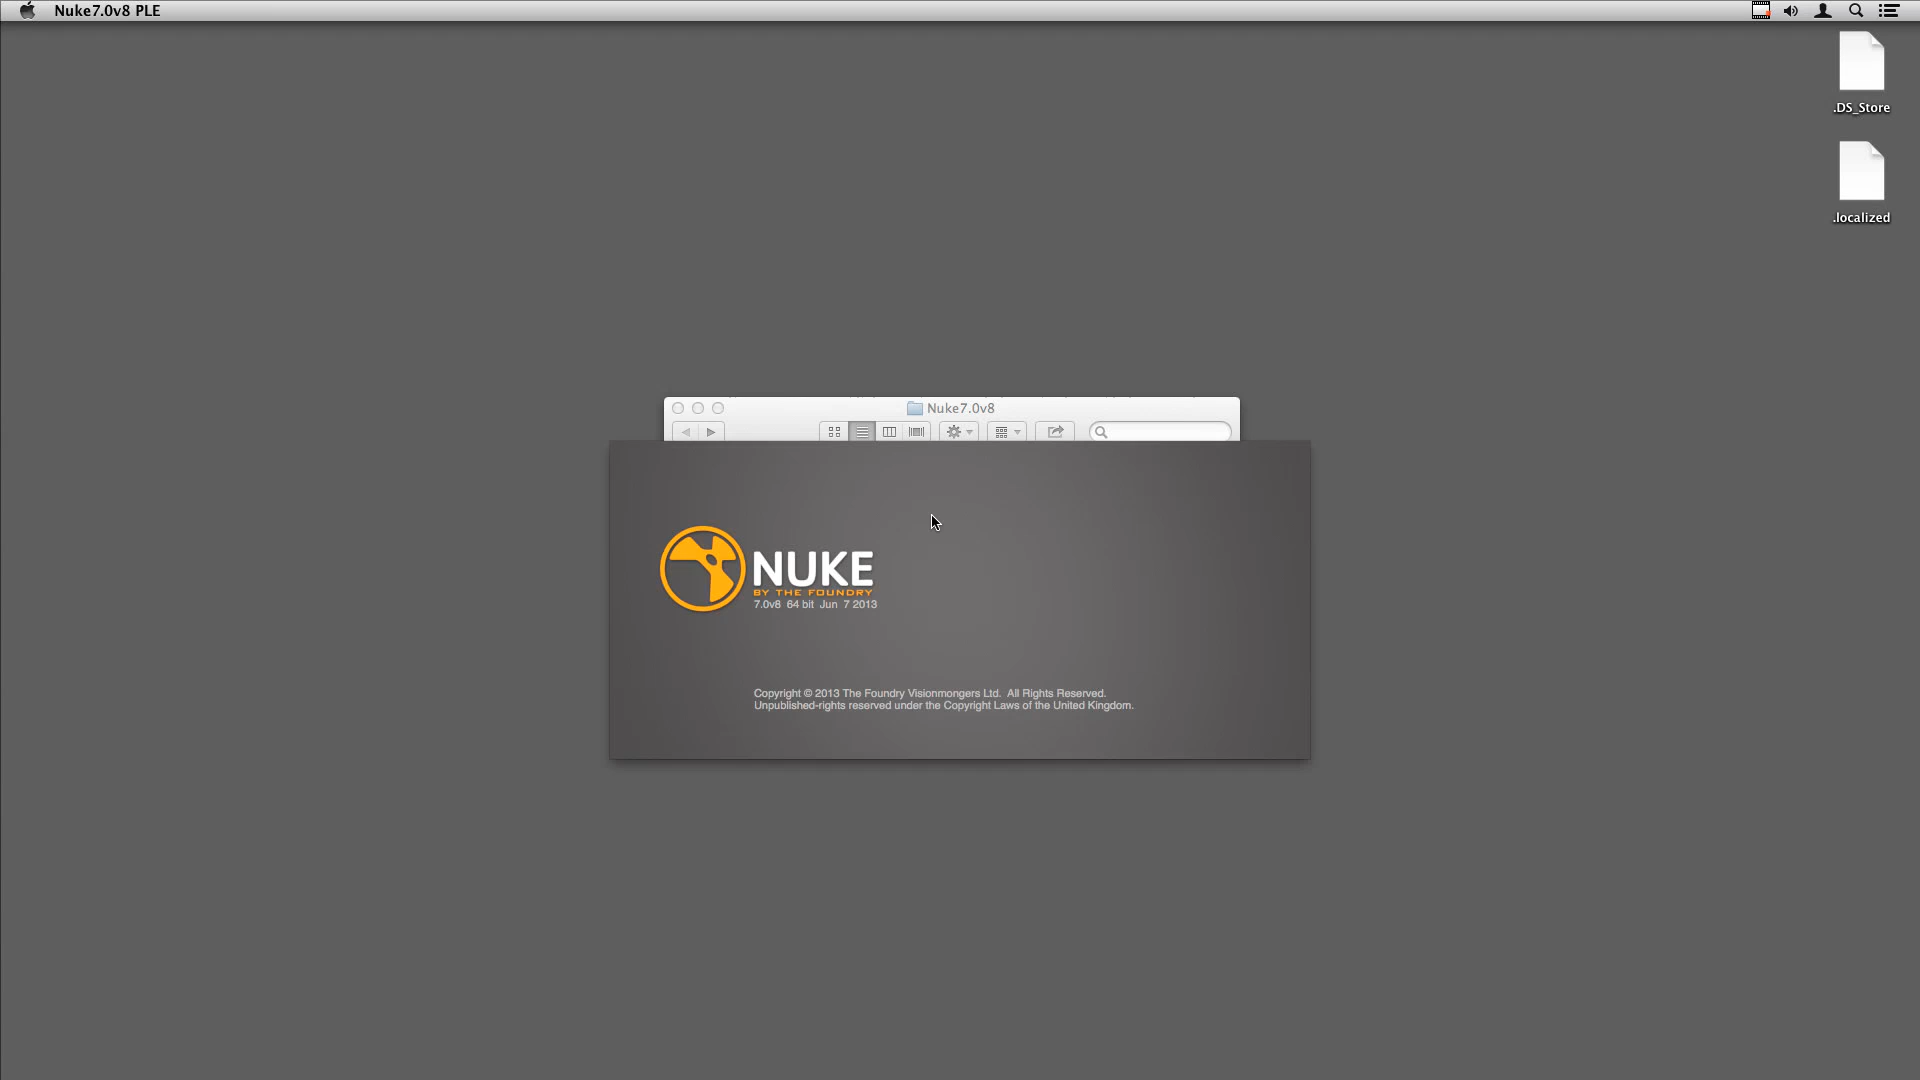 Nuke7.0v8 PLE
.DS_Store
.localized
Nuke7.0v8
NUKE
BY THE FOUNDRY
7.0v8 64 bit Jun 7 2013
Copyright © 2013 The Foundry Visionmongers Ltd. All Rights Reserved.
Unpublished-rights reserved under the Copyright Laws of the United Kingdom.